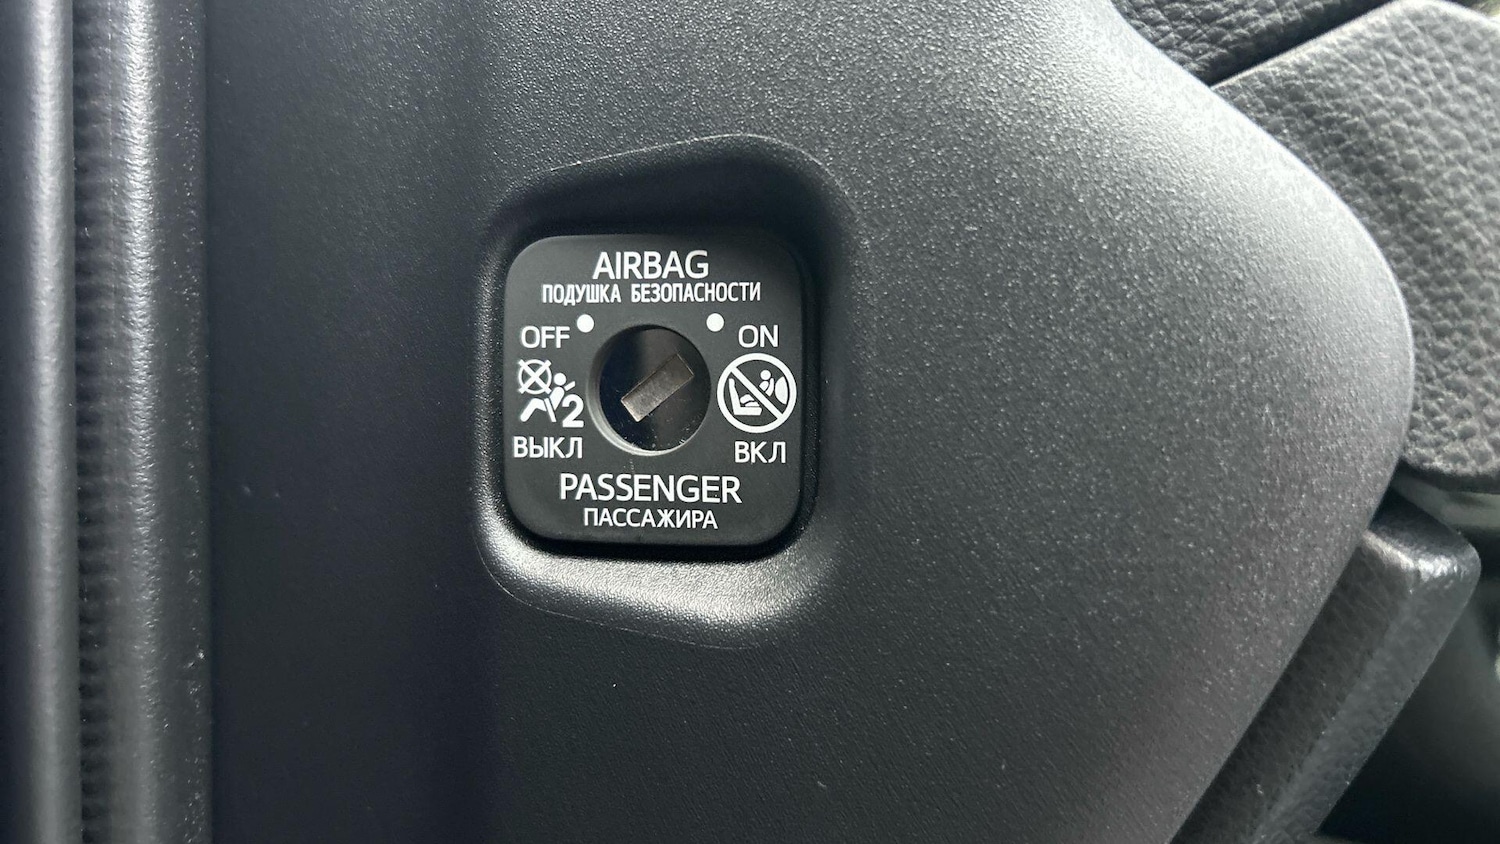 AIRBAG
ПОДУШКА БЕЗОПАСНОСТИ
OFF
ON
2
ВЫКЛ
ВКЛ
PASSENGER
ПАССАЖИРА